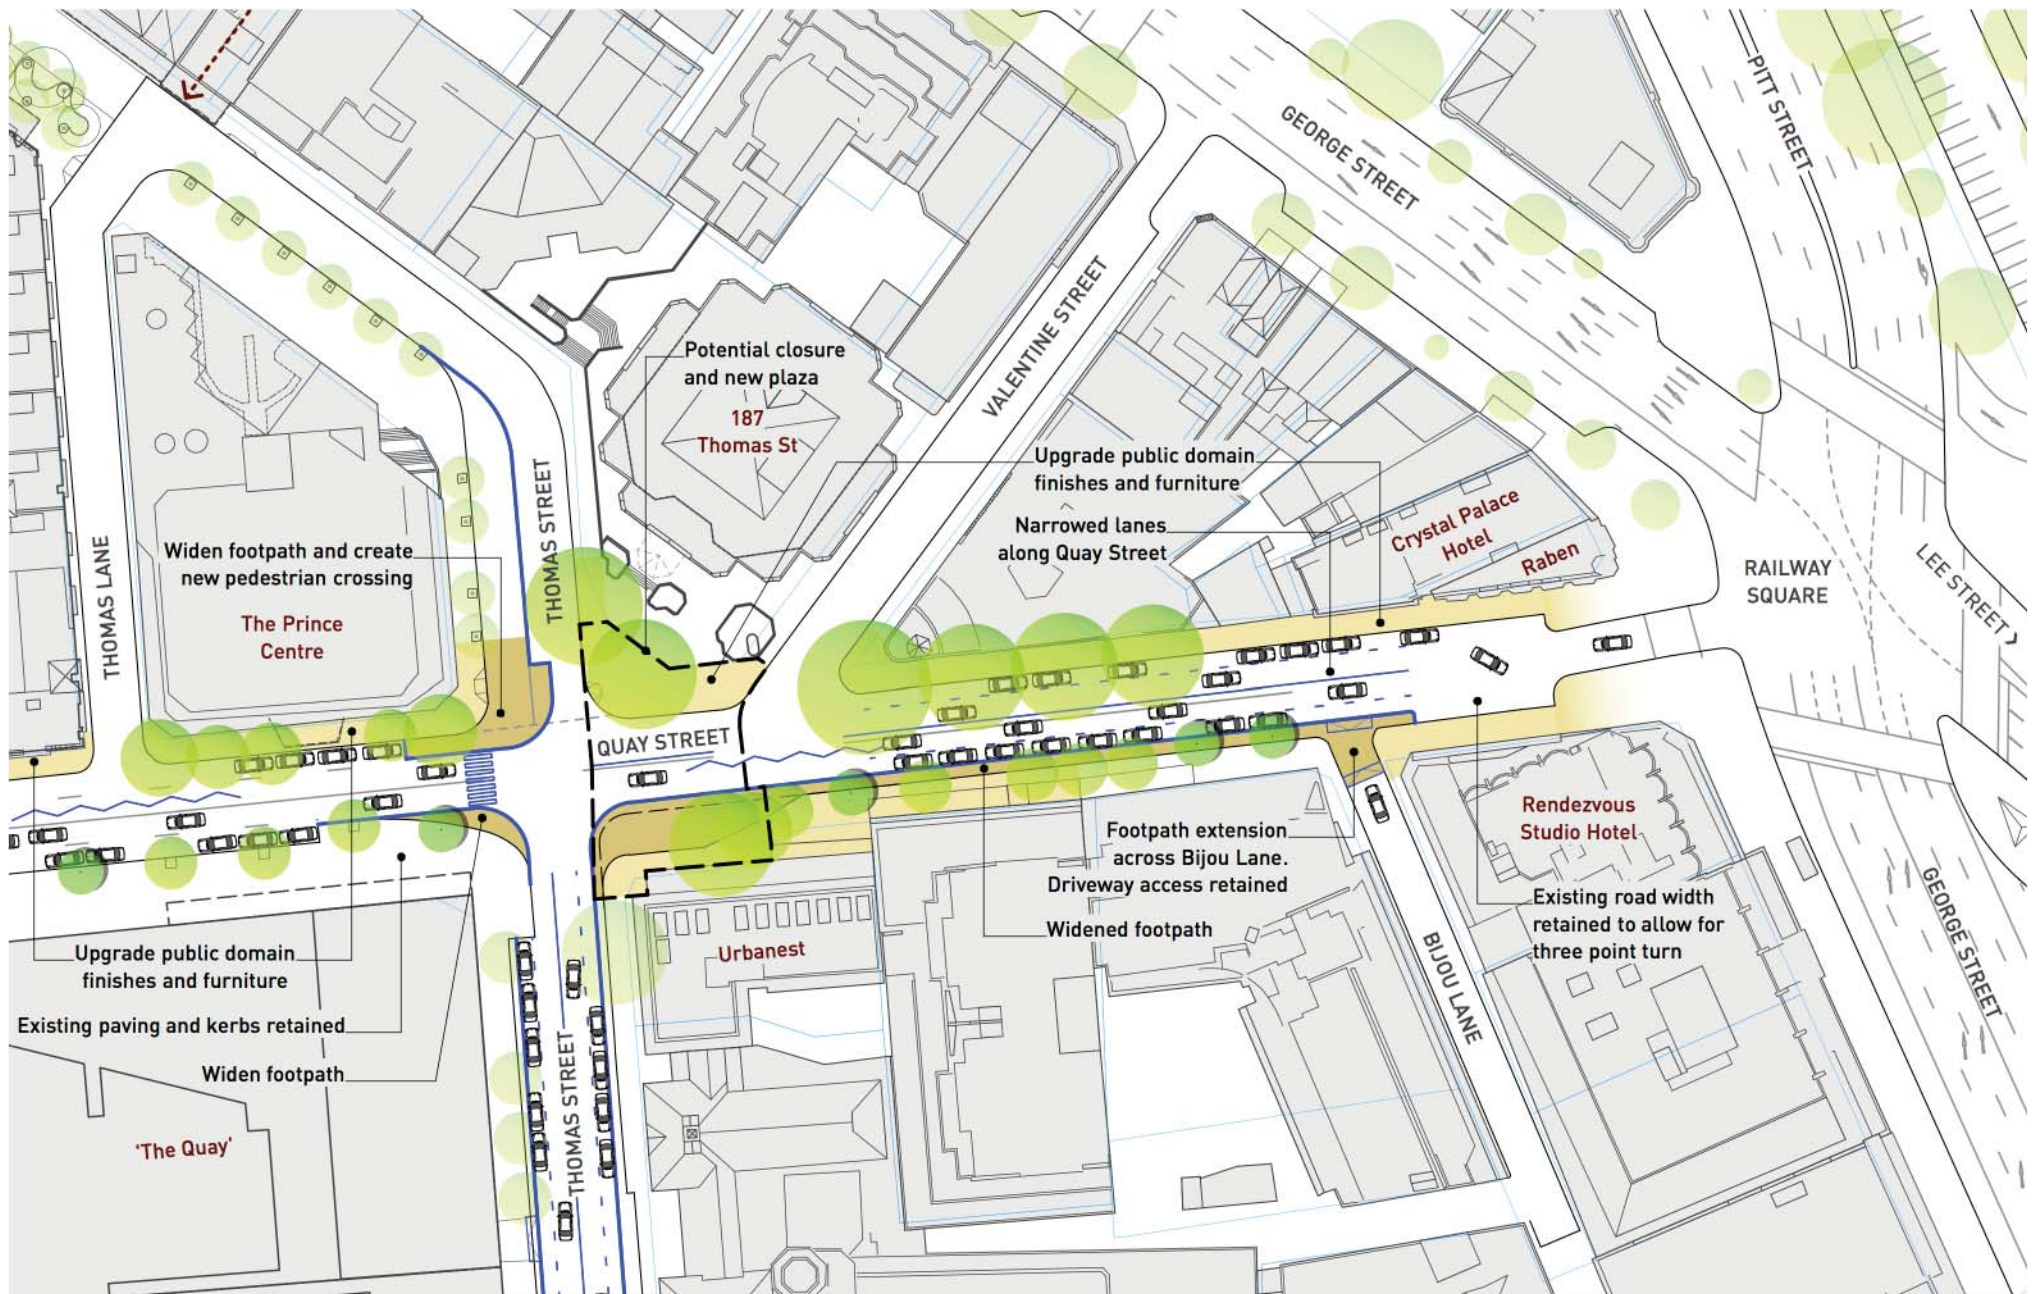 PITT STREET
GEORGE STREET
VALENTINE STREET
Potential closure
and new plaza
187
Thomas St
THOMAS STREET
Upgrade public domain
finishes and furniture
Narrowed lanes
along Quay Street
Crystal Palace
Hotel
Raben
RAILWAY
SQUARE
LEE STREET
THOMAS LANE
Widen footpath and create
new pedestrian crossing
The Prince
Centre
QUAY STREET
Rendezvous
Studio Hotel
Footpath extension
across Bijou Lane.
Driveway access retained
Existing road width
retained to allow for
three point turn
Widened footpath
Urbanest
BIJOU LANE
GEORGE STREET
Upgrade public domain
finishes and furniture
Existing paving and kerbs retained
Widen footpath
THOMAS STREET
'The Quay'